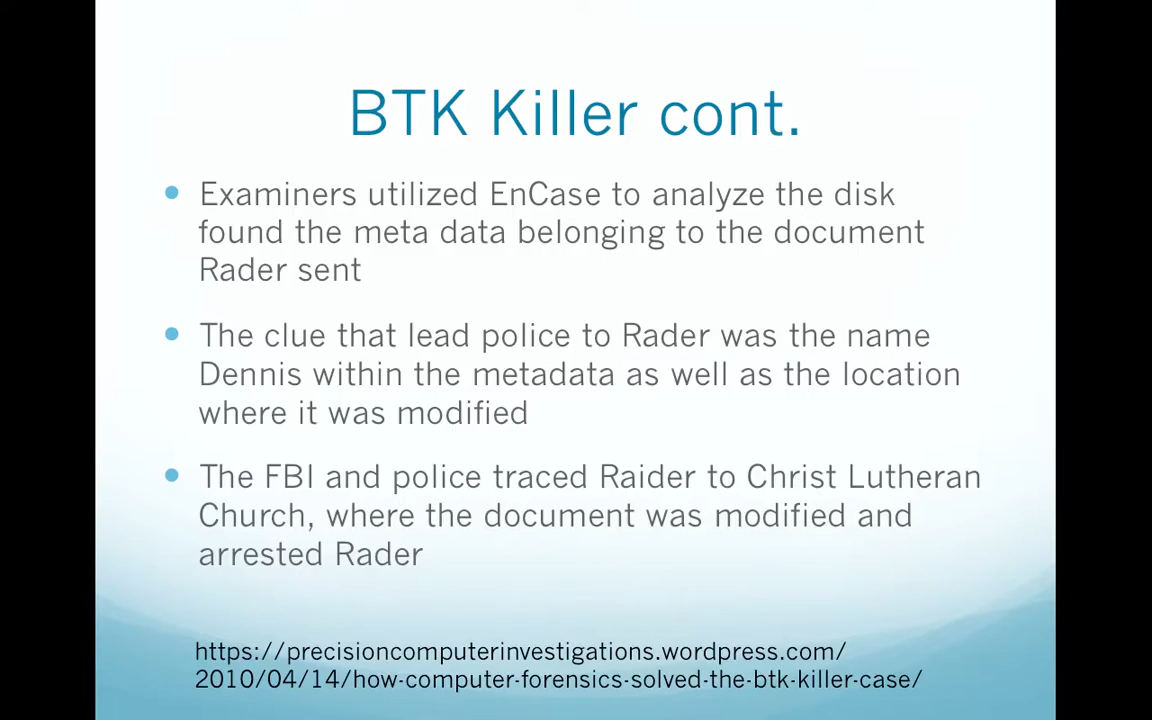 BTK Killer cont.
• Examiners utilized EnCase to analyze the disk
found the meta data belonging to the document
Rader sent
• The clue that lead police to Rader was the name
Dennis within the metadata as well as the location
where it was modified
• The FBI and police traced Raider to Christ Lutheran
Church, where the document was modified and
arrested Rader
https://precisioncomputerinvestigations.wordpress.com/
2010/04/14/how-computer-forensics-solved-the-btk-killer-case/